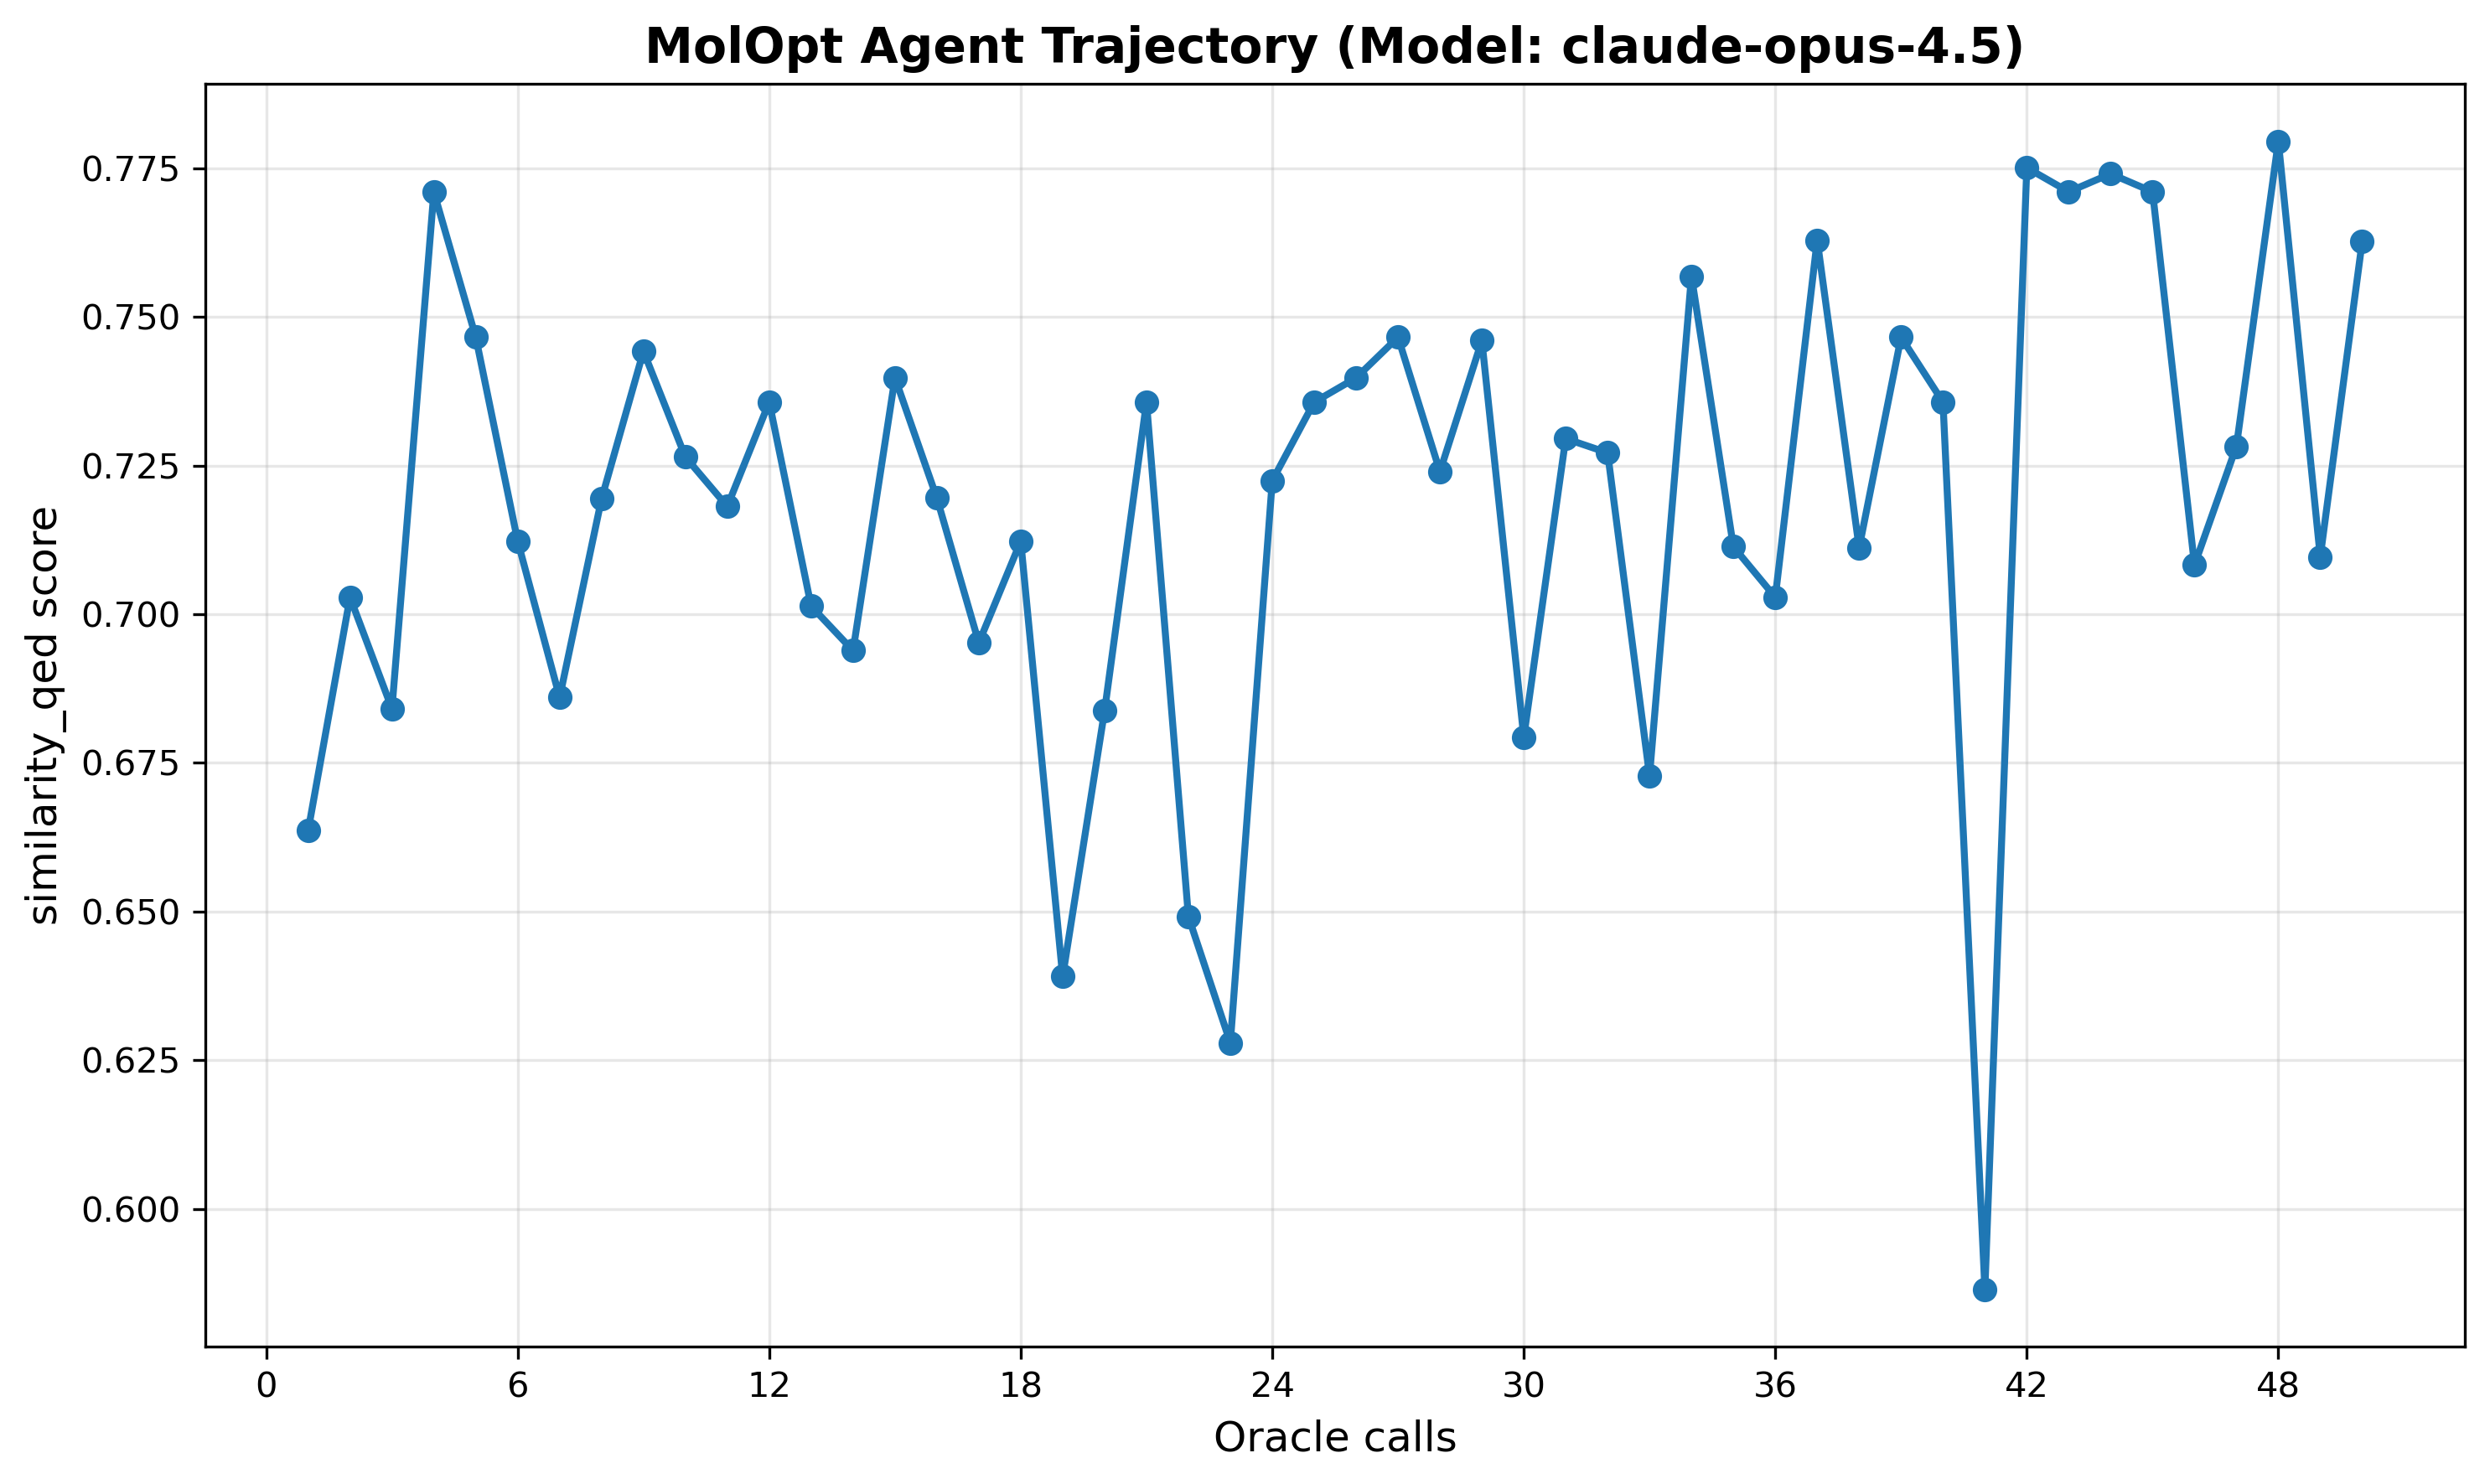 MolOpt Agent Trajectory (Model: claude-opus-4.5)
similarity_qed score
0.775
0.750
0.725
0.700
0.675
0.650
0.625
0.600
0 6 12 18 24 30 36 42 48
Oracle calls